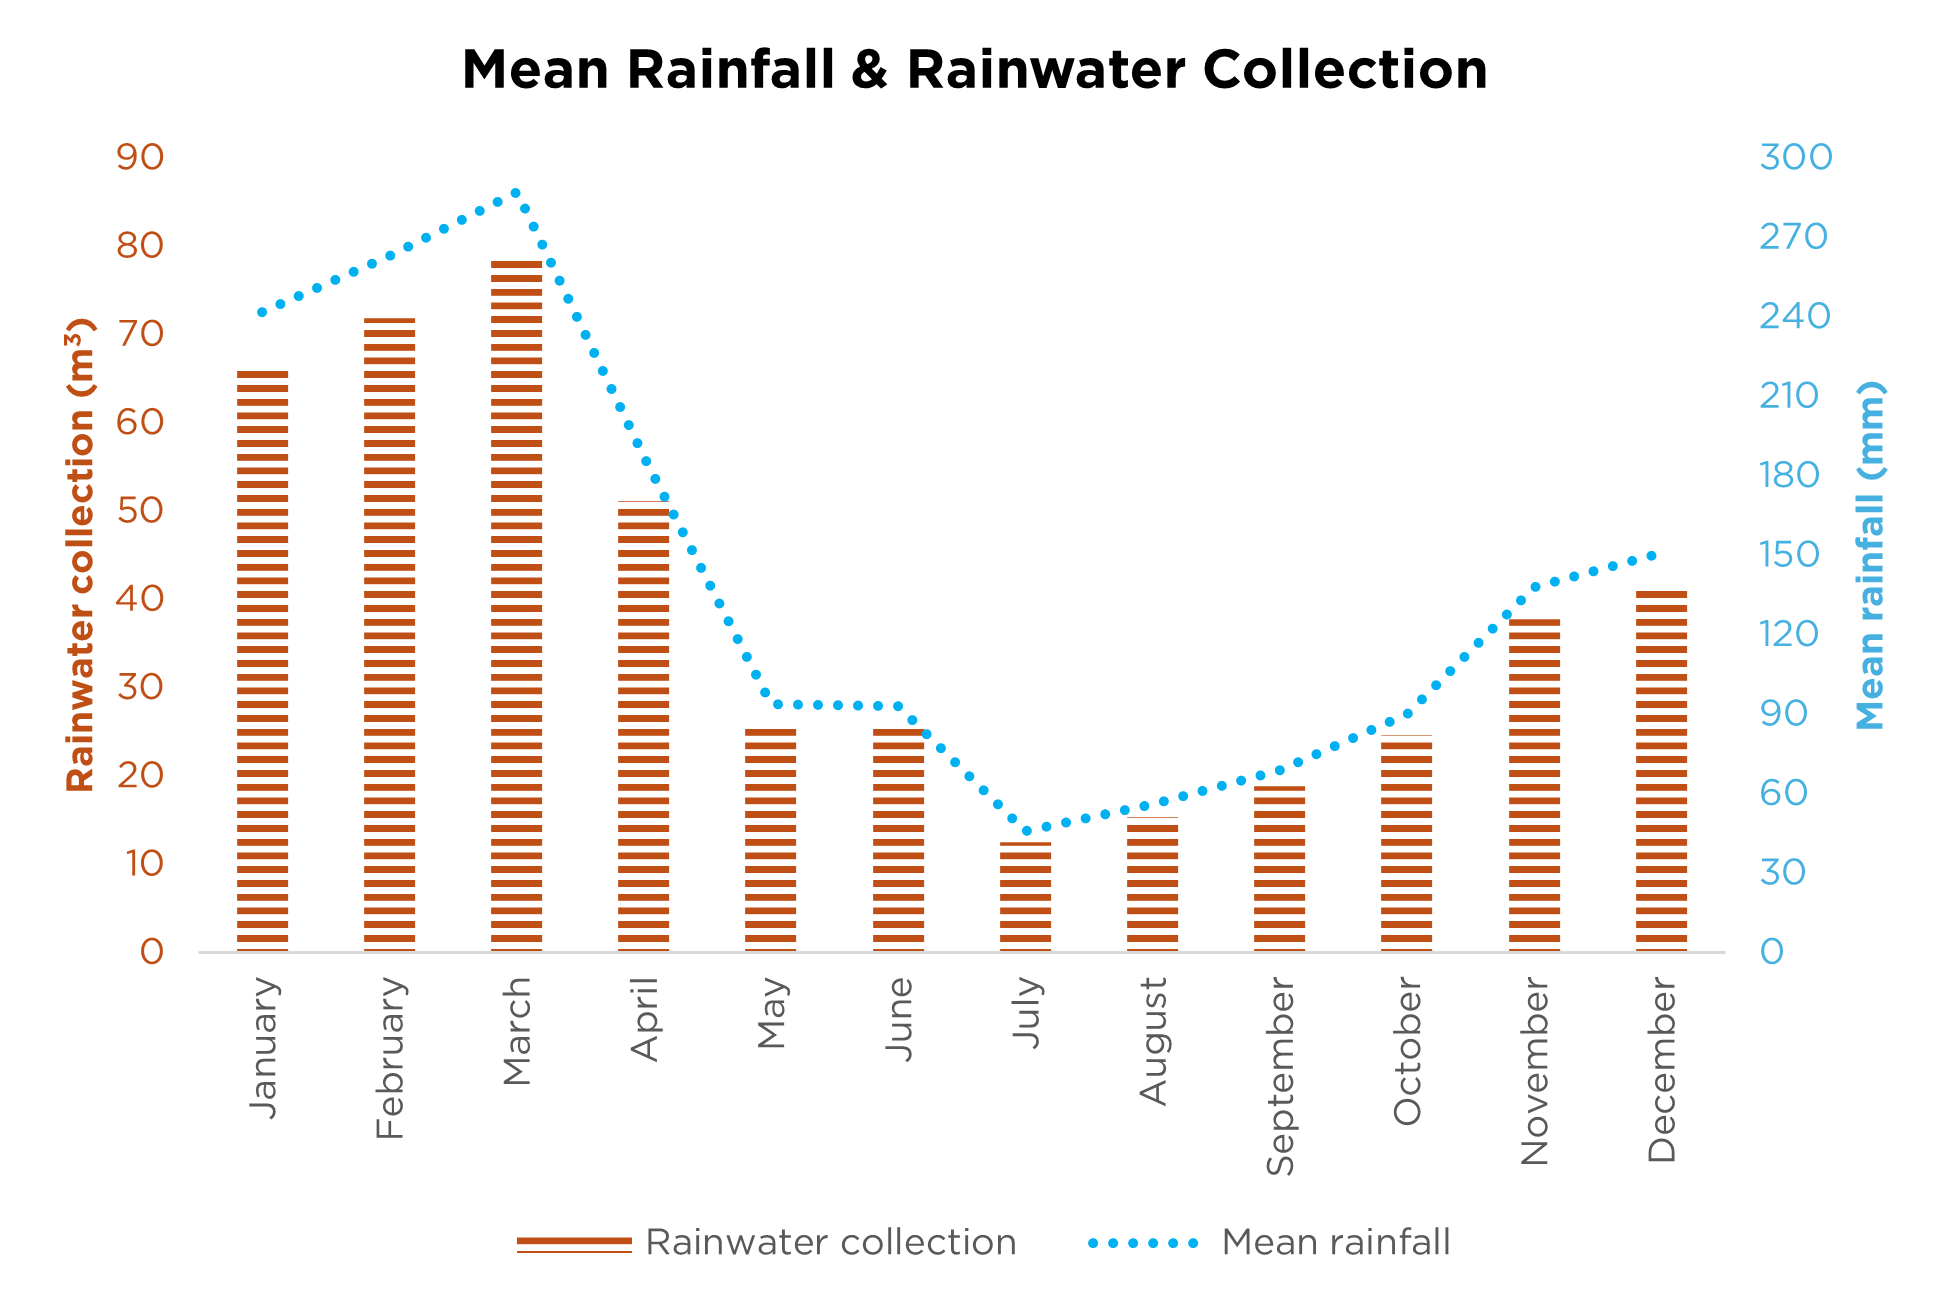 Mean Rainfall & Rainwater Collection
90
80
70
60
50
40
30
20
10
0
Rainwater collection (m³)
300
270
240
210
180
150
120
90
60
30
0
Mean rainfall (mm)
January
February
March
April
May
June
July
August
September
October
November
December
Rainwater collection
Mean rainfall